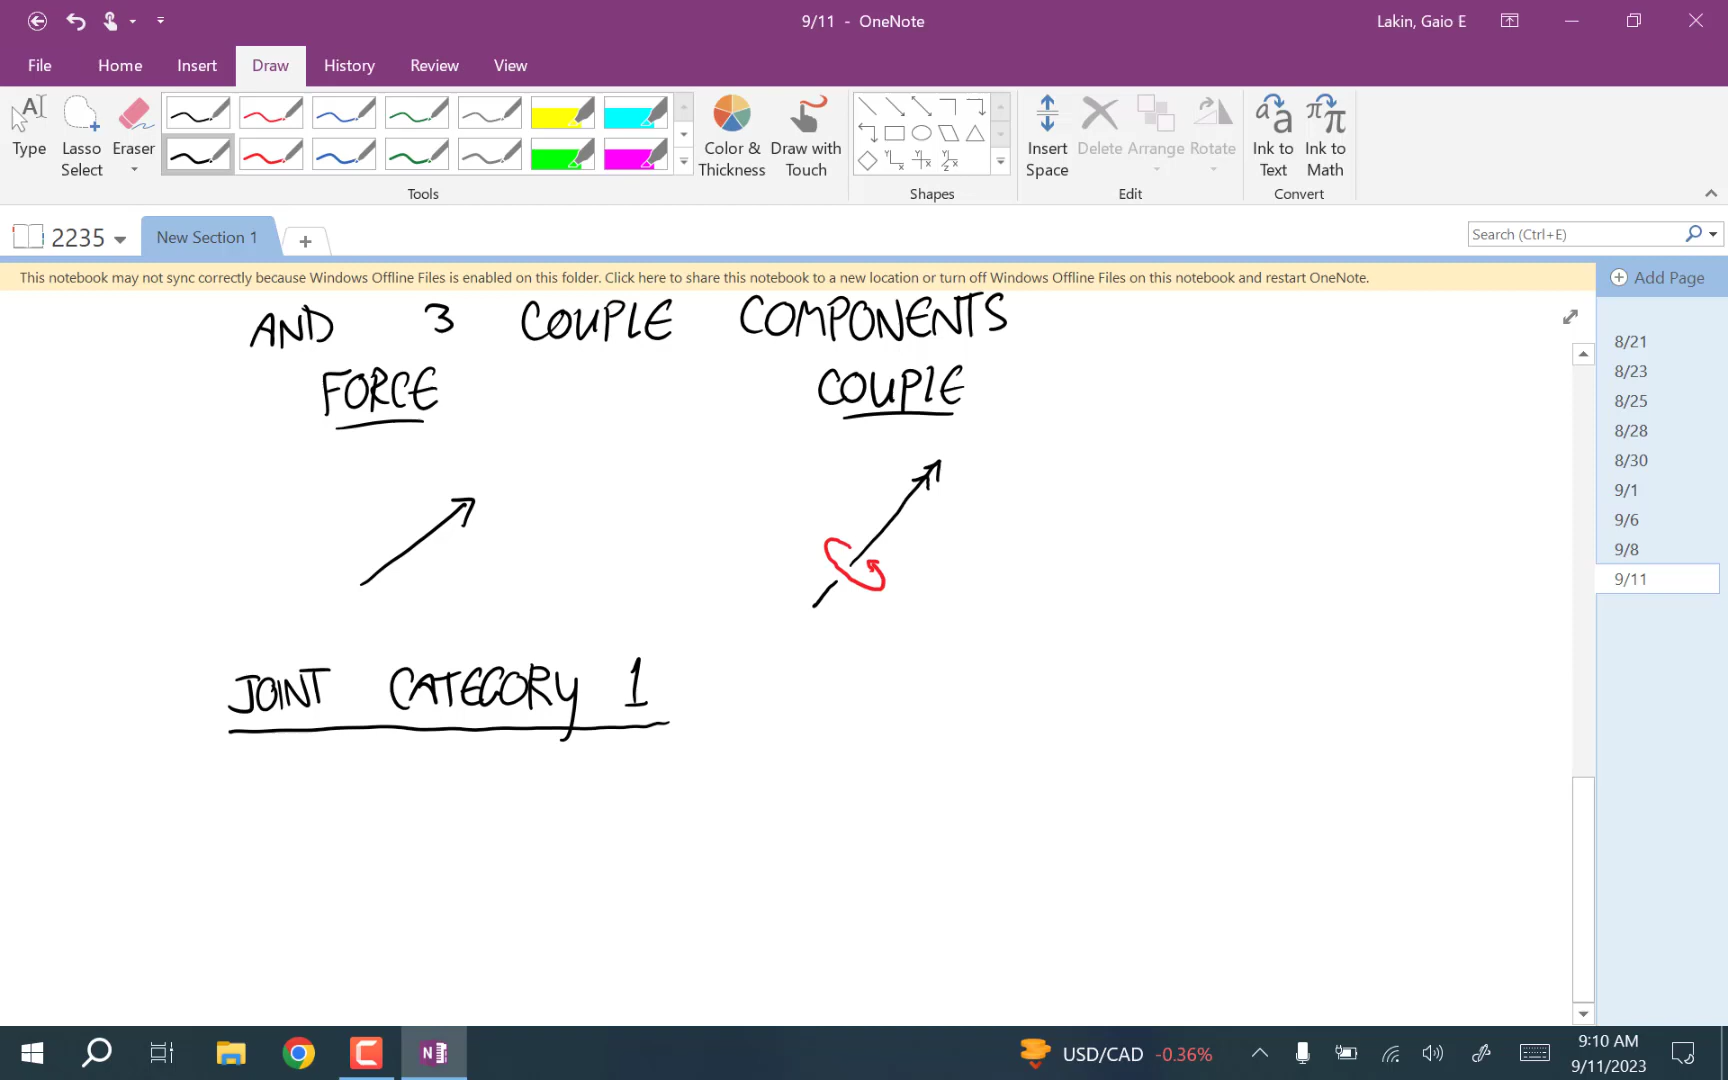 9/11 - OneNote
Lakin, Gaio E
File Home Insert Draw History Review View
Type
Lasso Select
Eraser
Color & Thickness
Draw with Touch
Insert Space
Delete
Arrange
Rotate
Ink to Text
Ink to Math
Tools
Shapes
Edit
Convert
2235
New Section 1
Search (Ctrl+E)
This notebook may not sync correctly because Windows Offline Files is enabled on this folder. Click here to share this notebook to a new location or turn off Windows Offline Files on this notebook and restart OneNote.
Add Page
8/21
8/23
8/25
8/28
8/30
9/1
9/6
9/8
9/11
AND 3 COUPLE COMPONENTS
FORCE COUPLE
JOINT CATEGORY 1
USD/CAD -0.36%
9:10 AM
9/11/2023